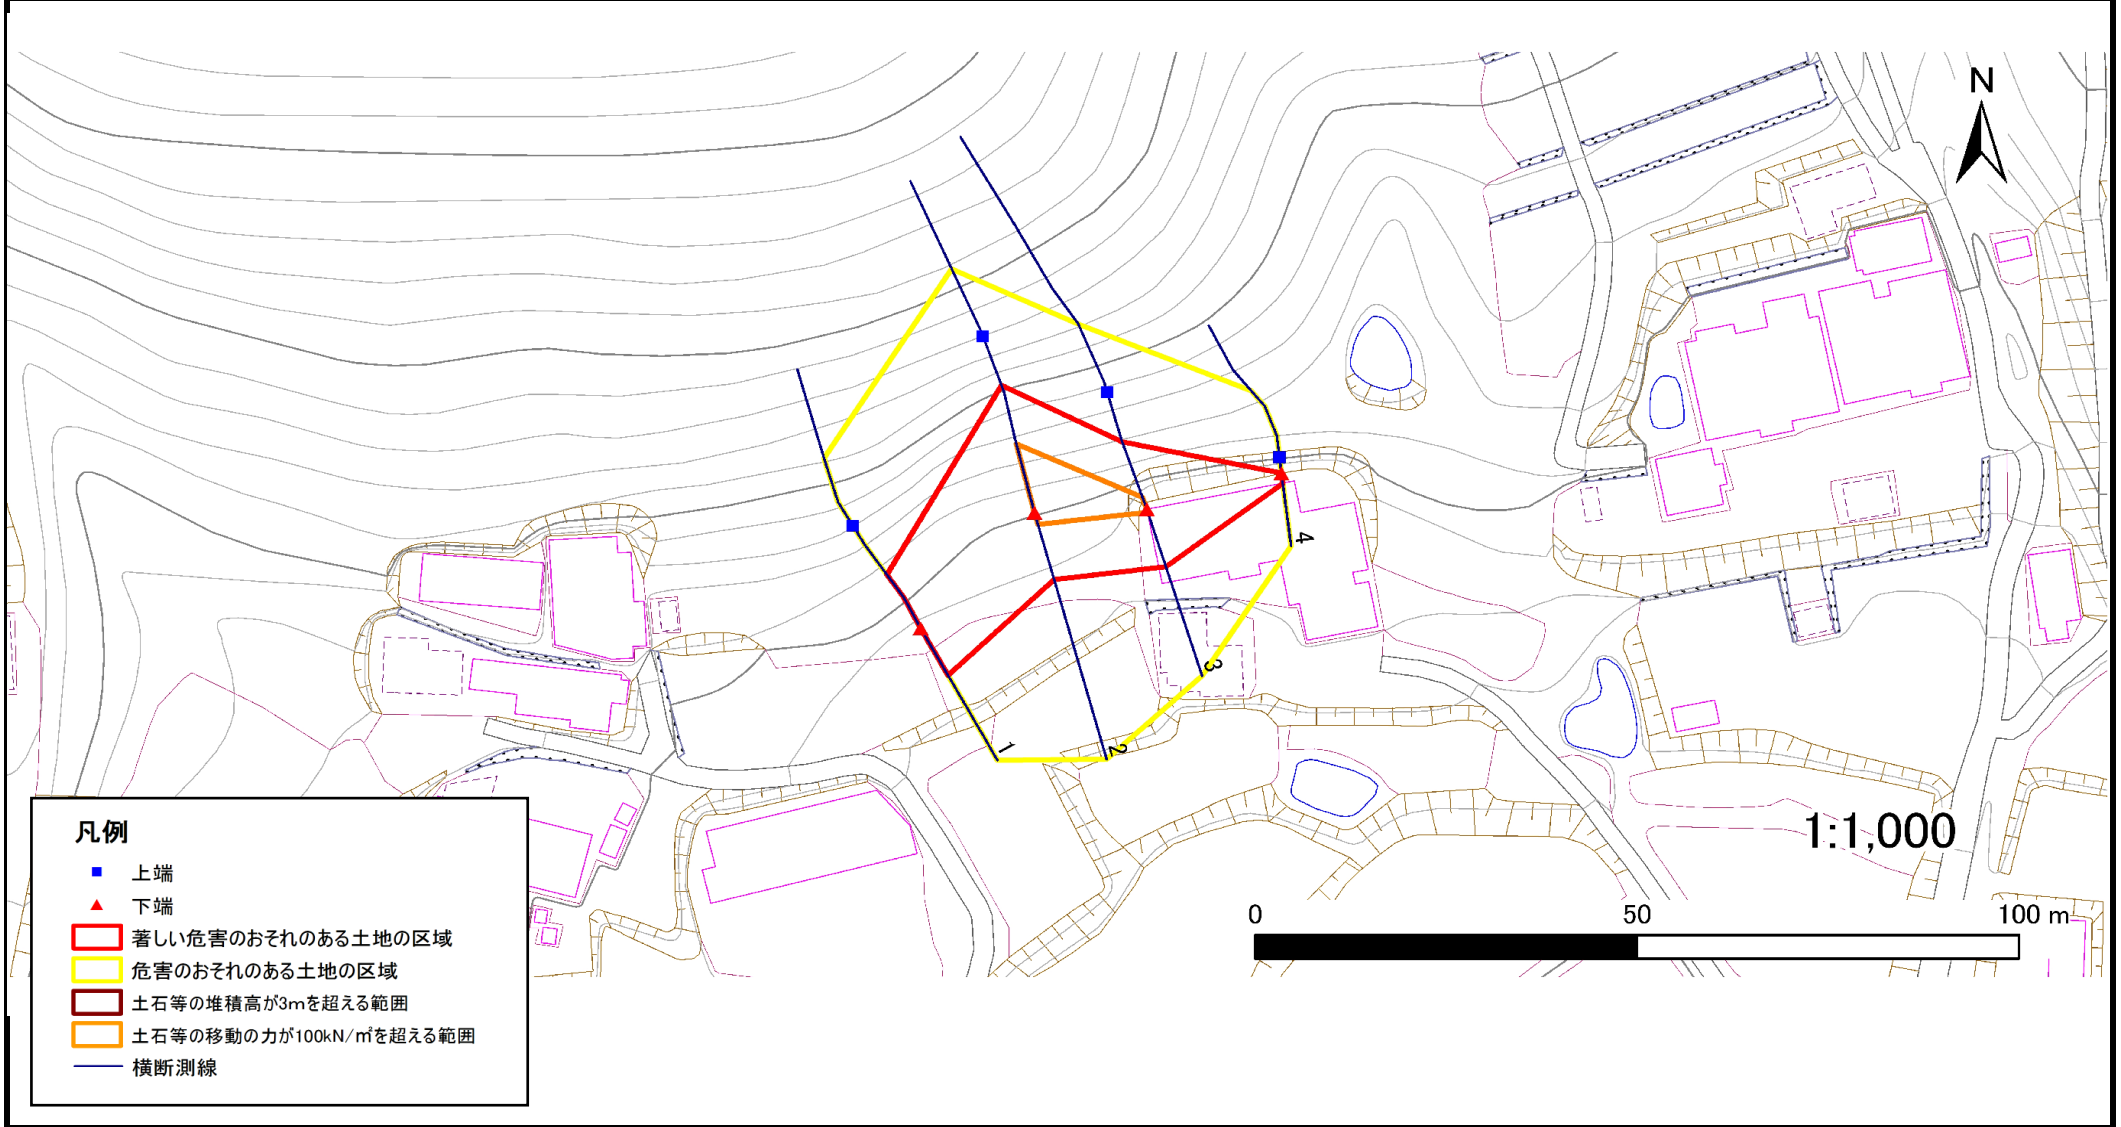 N
4
3
1
2
1:1,000
0 50 100 m
凡例
上端
下端
著しい危害のおそれのある土地の区域
危害のおそれのある土地の区域
土石等の堆積高が3mを超える範囲
土石等の移動の力が100kN/㎡を超える範囲
横断測線